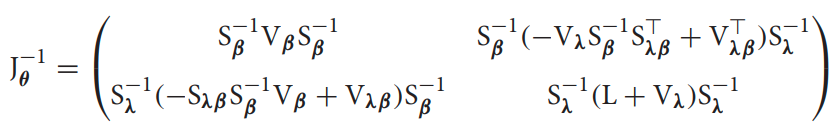 J_θ^{-1} = ( S_β^{-1} V_β S_β^{-1}    S_β^{-1}(−V_λ S_β^{-1} S_{λβ}^⊤ + V_{λβ}^⊤)S_λ^{-1}
S_λ^{-1}(−S_{λβ} S_β^{-1} V_β + V_{λβ})S_β^{-1}    S_λ^{-1}(L + V_λ)S_λ^{-1} )